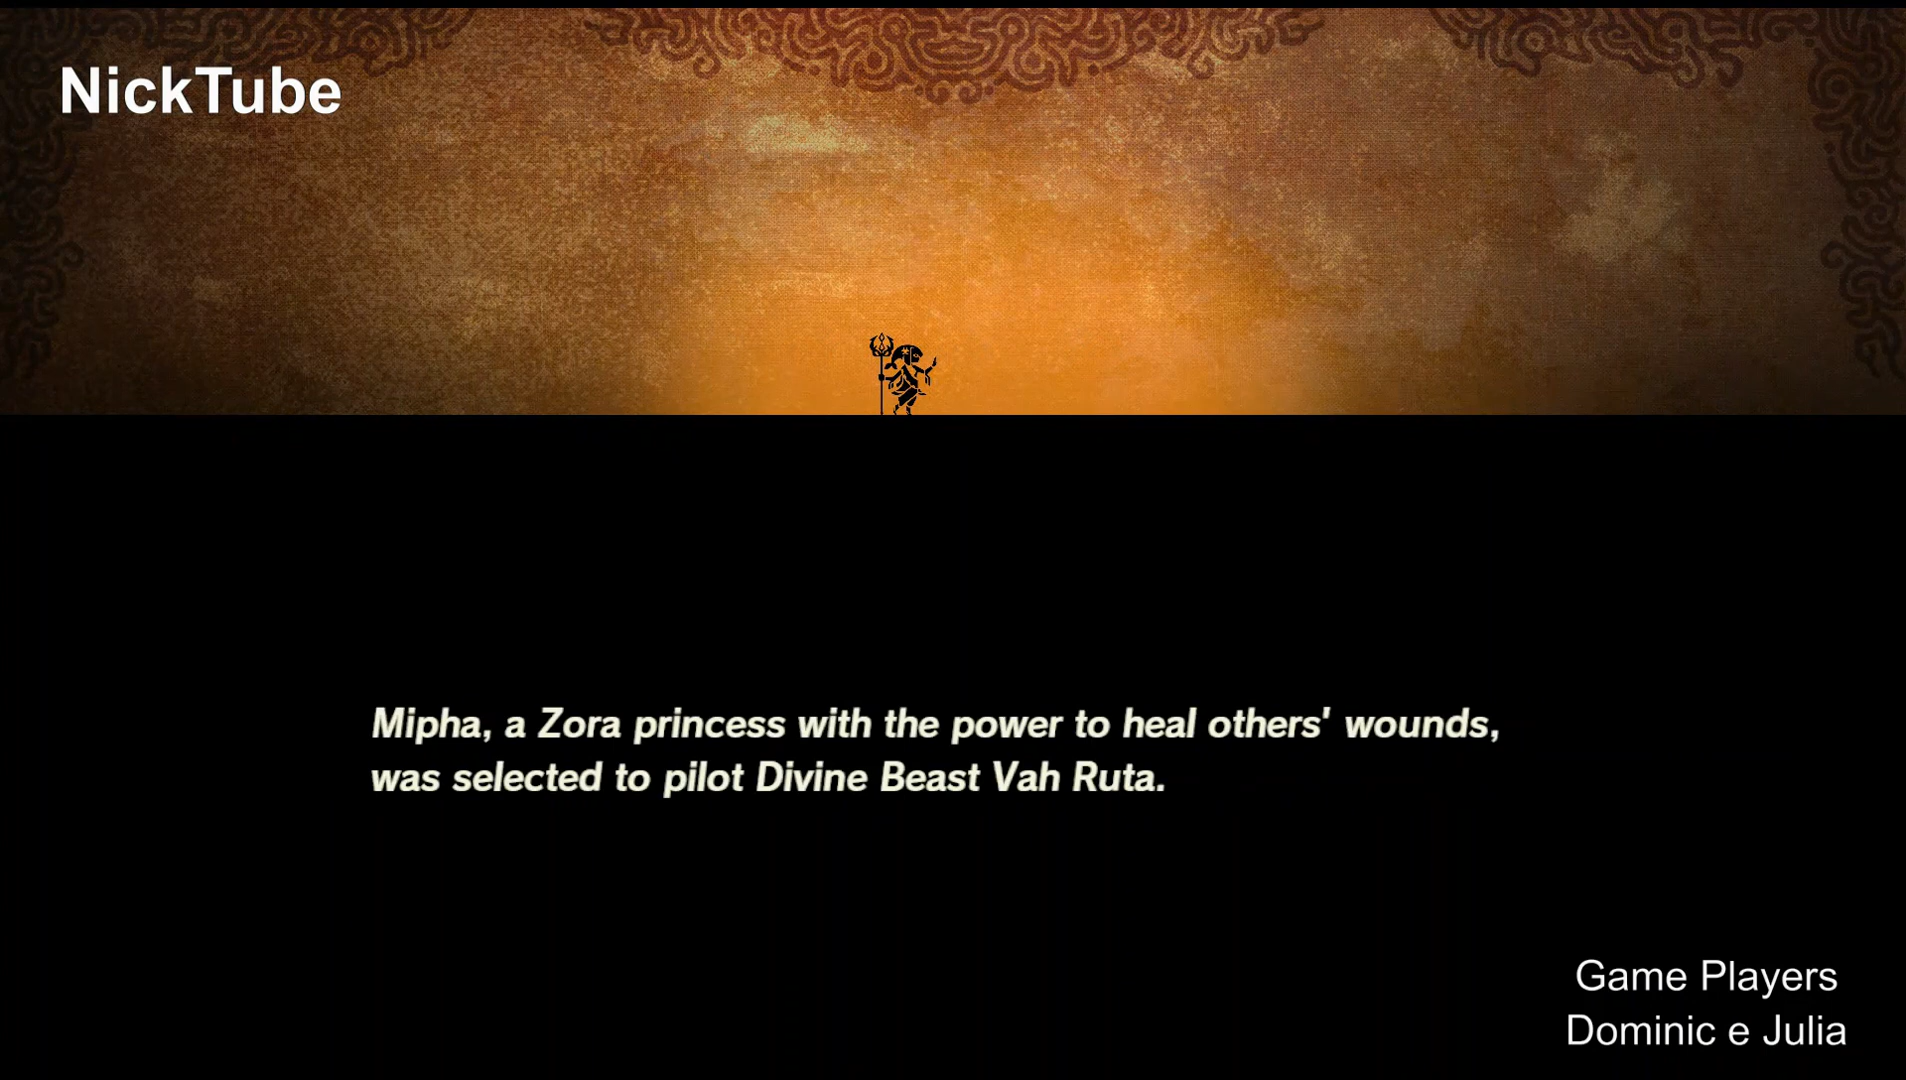 NickTube
Mipha, a Zora princess with the power to heal others' wounds,
was selected to pilot Divine Beast Vah Ruta.
Game Players
Dominic e Julia